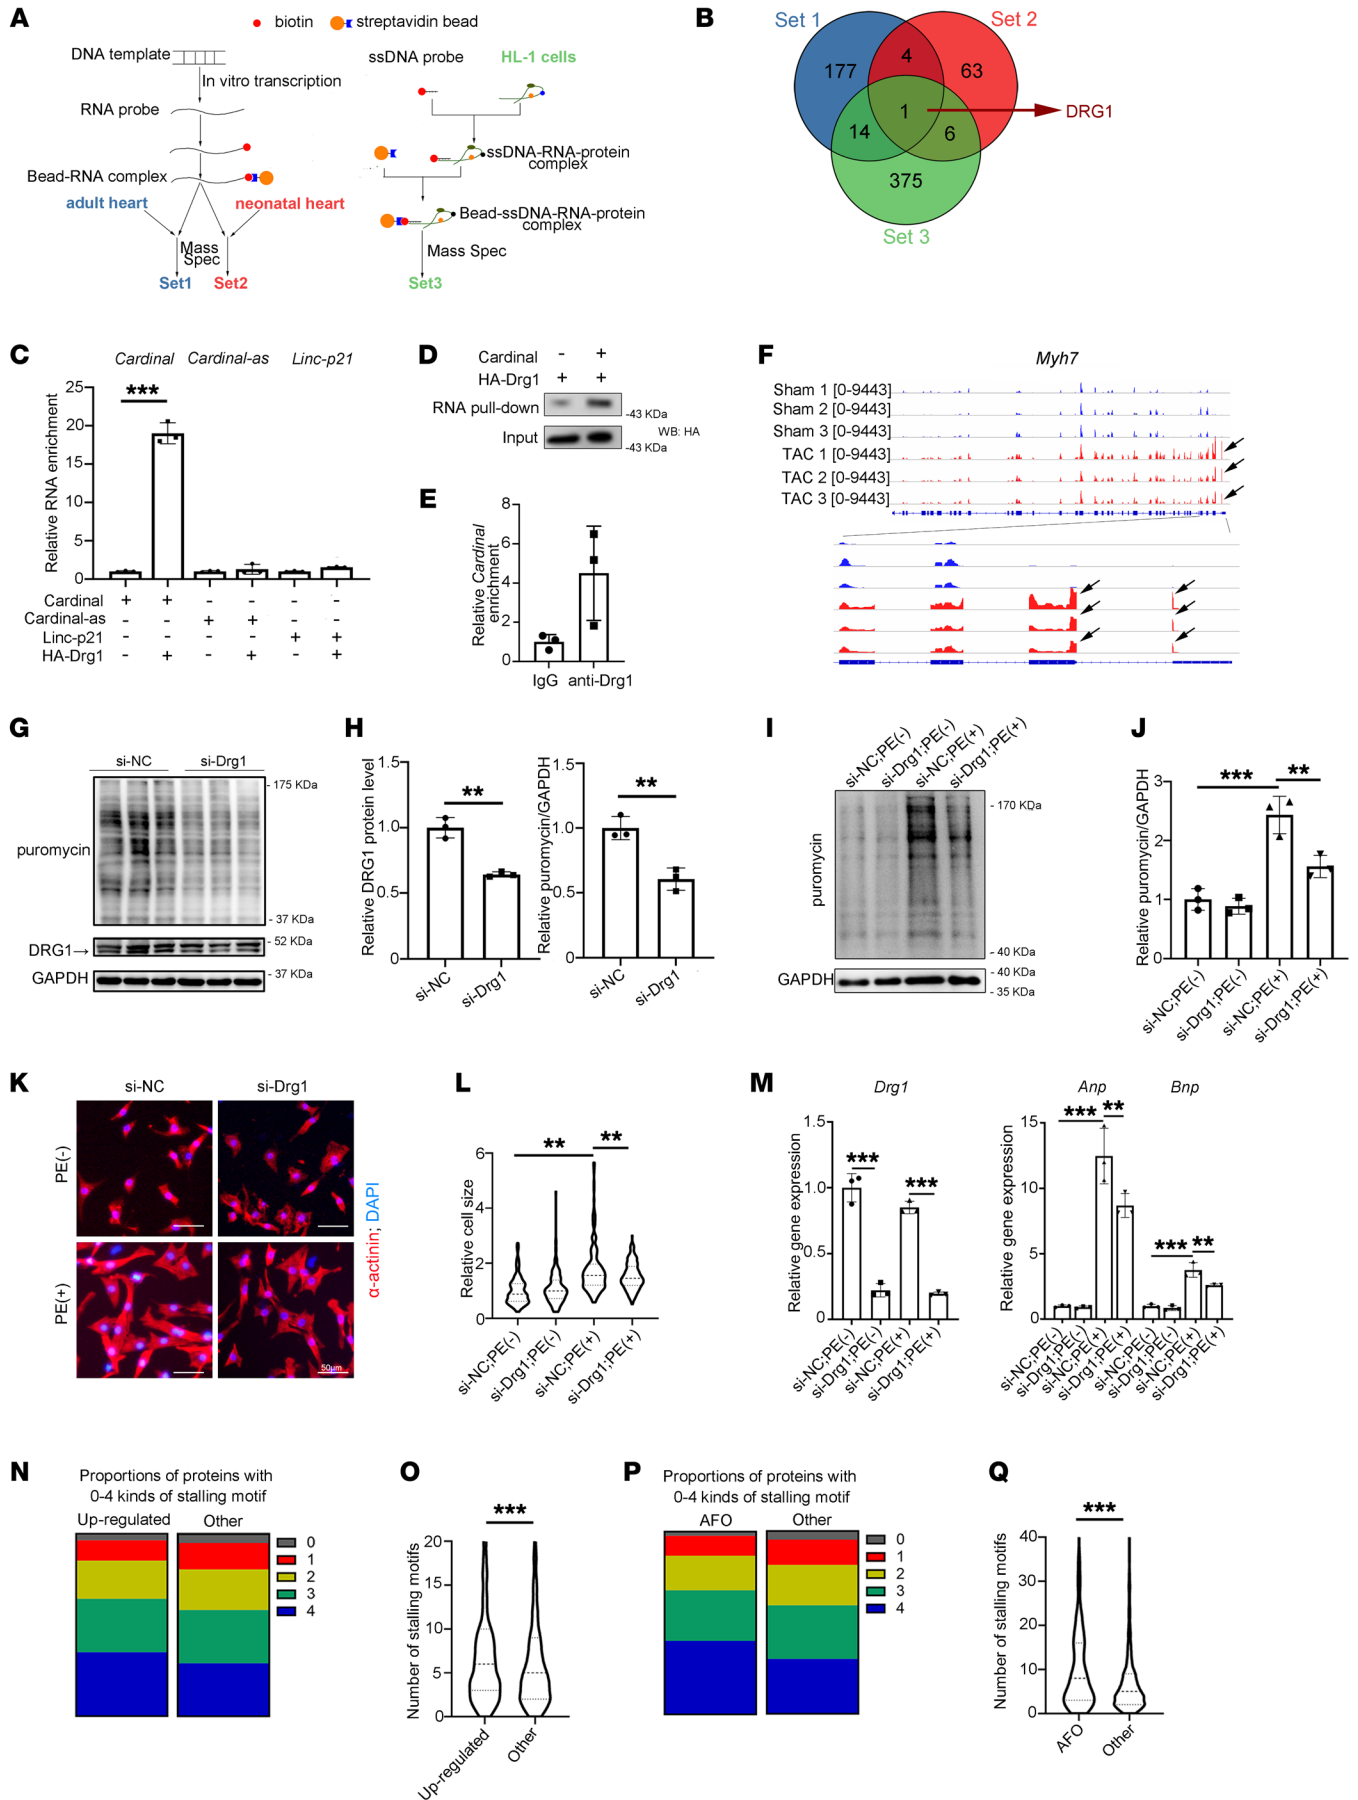 A
biotin
streptavidin bead
DNA template
In vitro transcription
RNA probe
Bead-RNA complex
adult heart
neonatal heart
Mass
Spec
Set1
Set2
ssDNA probe
HL-1 cells
ssDNA-RNA-protein
complex
Bead-ssDNA-RNA-protein
complex
Mass Spec
Set3
B
Set 1
Set 2
177
4
63
1
DRG1
14
6
375
Set 3
C
Cardinal
Cardinal-as
Linc-p21
Relative RNA enrichment
25
20
15
10
5
0
***
Cardinal + + - - - -
Cardinal-as - - + + - -
Linc-p21 - - - - + +
HA-Drg1 - + - + - +
D
Cardinal - +
HA-Drg1 + +
RNA pull-down
-43 KDa
Input
WB: HA
-43 KDa
E
Relative Cardinal
enrichment
8
6
4
2
0
IgG
anti-Drg1
F
Myh7
Sham 1 [0-9443]
Sham 2 [0-9443]
Sham 3 [0-9443]
TAC 1 [0-9443]
TAC 2 [0-9443]
TAC 3 [0-9443]
G
si-NC
si-Drg1
puromycin
- 175 KDa
- 37 KDa
DRG1→
- 52 KDa
GAPDH
- 37 KDa
H
Relative DRG1 protein level
1.5
1.0
0.5
0
**
si-NC
si-Drg1
Relative puromycin/GAPDH
1.5
1.0
0.5
0
**
si-NC
si-Drg1
I
si-NC;PE(-)
si-Drg1;PE(-)
si-NC;PE(+)
si-Drg1;PE(+)
puromycin
- 170 KDa
- 40 KDa
GAPDH
- 40 KDa
- 35 KDa
J
Relative puromycin/GAPDH
3
2
1
0
***
**
si-NC;PE(-)
si-Drg1;PE(-)
si-NC;PE(+)
si-Drg1;PE(+)
K
si-NC
si-Drg1
PE(-)
PE(+)
50μm
α-actinin; DAPI
L
Relative cell size
6
4
2
0
**
**
si-NC;PE(-)
si-Drg1;PE(-)
si-NC;PE(+)
si-Drg1;PE(+)
M
Drg1
Relative gene expression
1.5
1.0
0.5
0
***
***
si-NC;PE(-)
si-Drg1;PE(-)
si-NC;PE(+)
si-Drg1;PE(+)
Anp
Bnp
Relative gene expression
15
10
5
0
***
**
***
**
si-NC;PE(-)
si-Drg1;PE(-)
si-NC;PE(+)
si-Drg1;PE(+)
si-NC;PE(-)
si-Drg1;PE(-)
si-NC;PE(+)
si-Drg1;PE(+)
N
Proportions of proteins with
0-4 kinds of stalling motif
Up-regulated
Other
0
1
2
3
4
O
Number of stalling motifs
20
15
10
5
0
***
Up-regulated
Other
P
Proportions of proteins with
0-4 kinds of stalling motif
AFO
Other
0
1
2
3
4
Q
Number of stalling motifs
40
30
20
10
0
***
AFO
Other